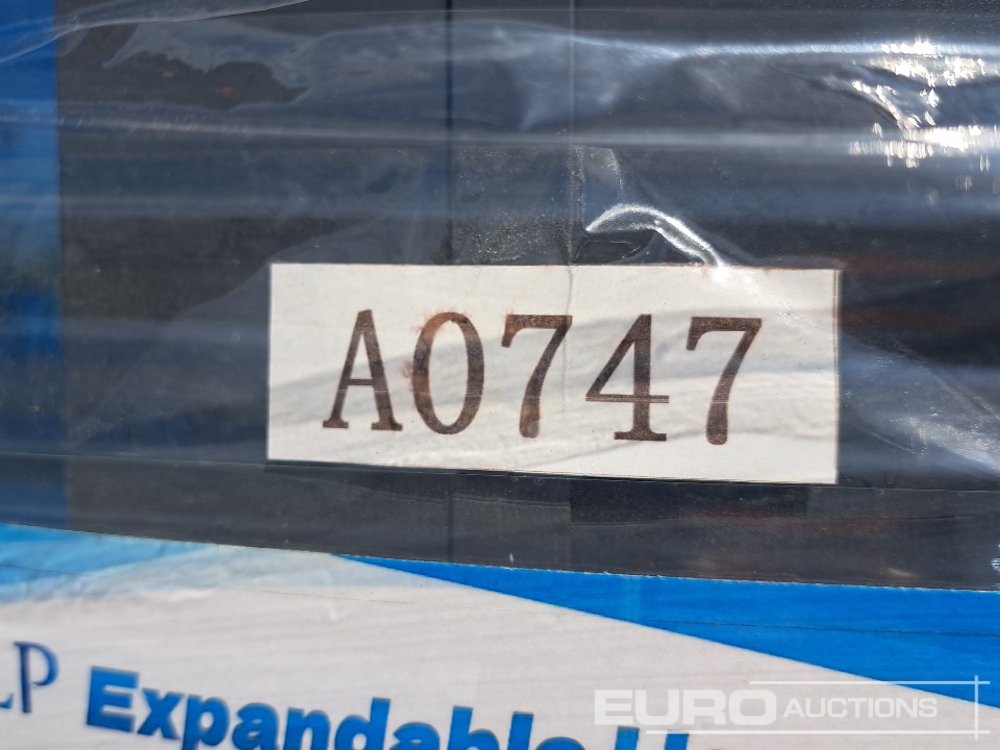 A0747
LP Expandable
EURO AUCTIONS